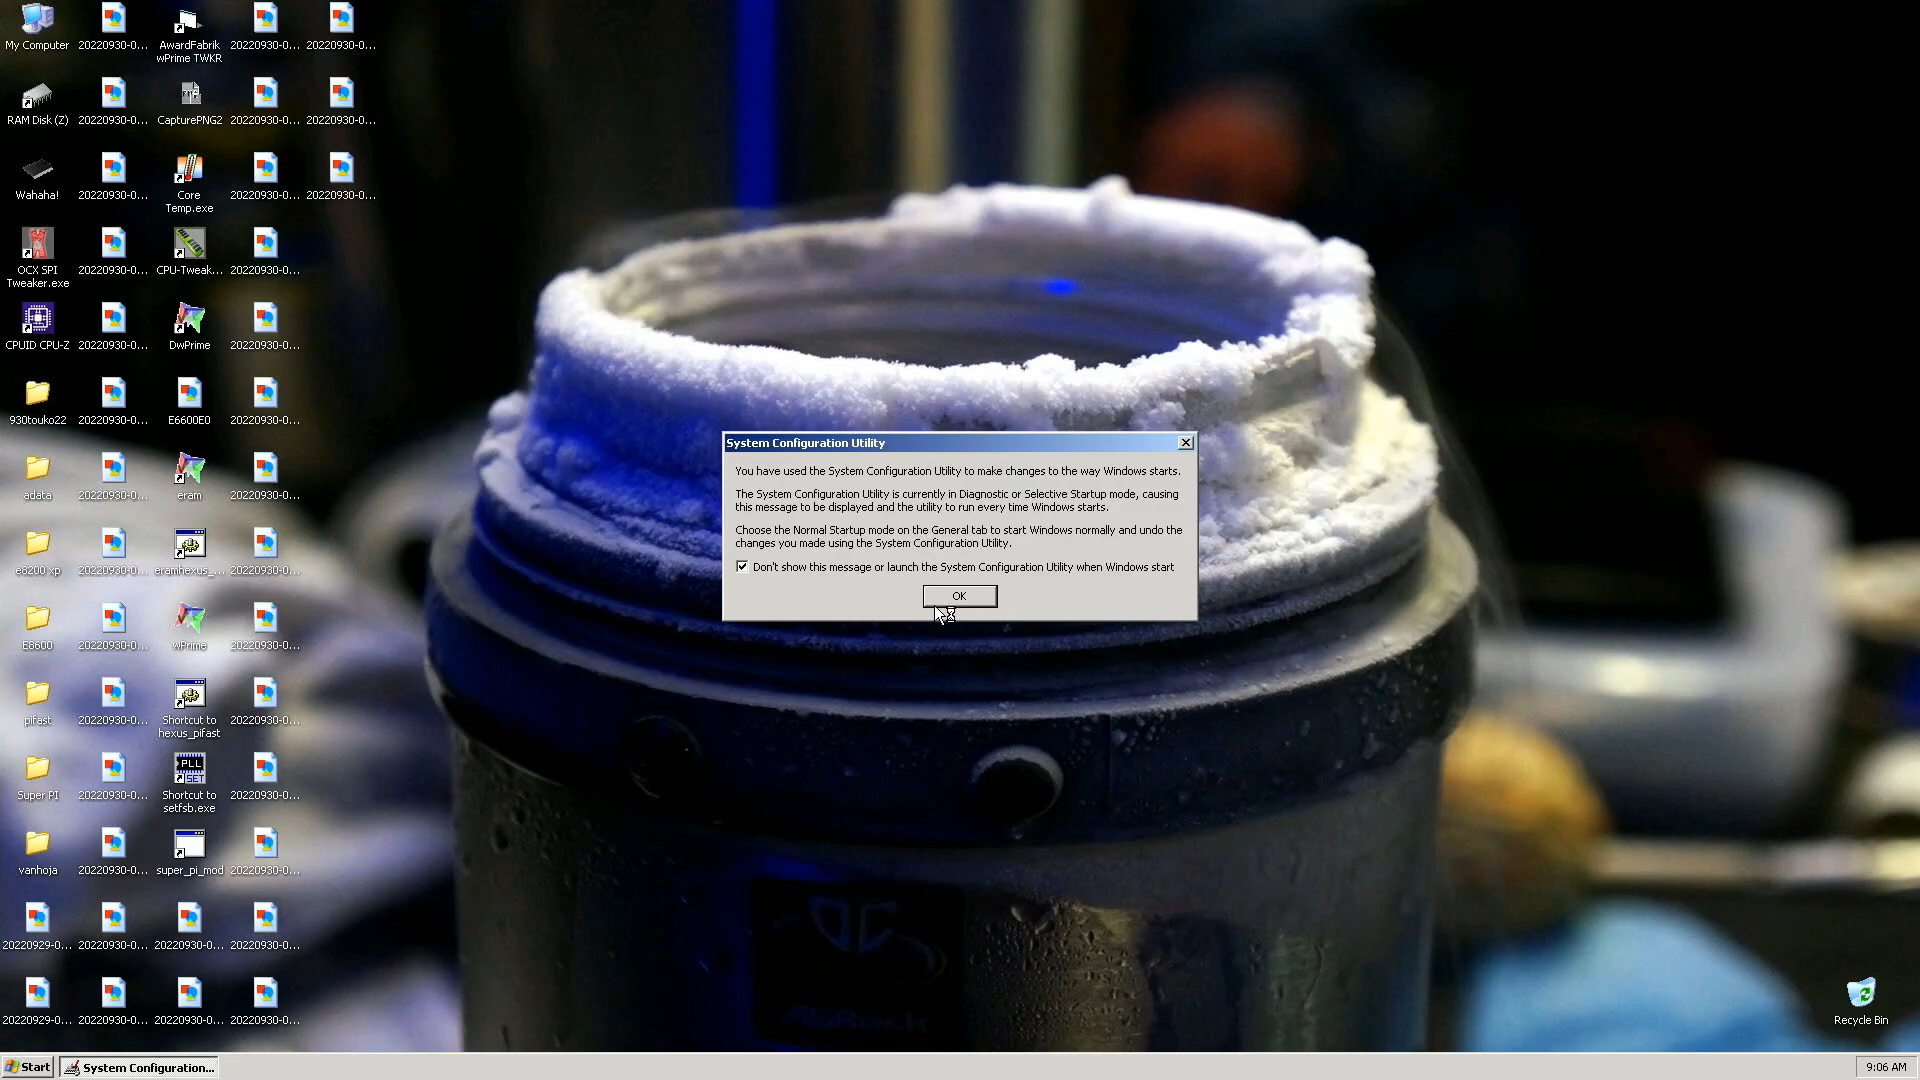 My Computer
20220930-0...
AwardFabrik
wPrime TWKR
20220930-0...
20220930-0...
RAM Disk (Z)
20220930-0...
CapturePNG2
20220930-0...
20220930-0...
Wahaha!
20220930-0...
Core
Temp.exe
20220930-0...
20220930-0...
OCX SPI
Tweaker.exe
20220930-0...
CPU-Tweak...
20220930-0...
CPUID CPU-Z
20220930-0...
DwPrime
20220930-0...
930touko22
20220930-0...
E6600E0
20220930-0...
adata
20220930-0...
eram
20220930-0...
e8200 xp
20220930-0...
eramhexus_...
20220930-0...
E8600
20220930-0...
wPrime
20220930-0...
pifast
20220930-0...
Shortcut to
hexus_pifast
20220930-0...
Super PI
20220930-0...
PLL
SET
Shortcut to
setfsb.exe
20220930-0...
vanhoja
20220930-0...
super_pi_mod
20220930-0...
20220929-0...
20220930-0...
20220930-0...
20220930-0...
20220929-0...
20220930-0...
20220930-0...
20220930-0...
System Configuration Utility
You have used the System Configuration Utility to make changes to the way Windows starts.
The System Configuration Utility is currently in Diagnostic or Selective Startup mode, causing
this message to be displayed and the utility to run every time Windows starts.
Choose the Normal Startup mode on the General tab to start Windows normally and undo the
changes you made using the System Configuration Utility.
Don't show this message or launch the System Configuration Utility when Windows start
OK
Recycle Bin
Start
System Configuration...
9:06 AM